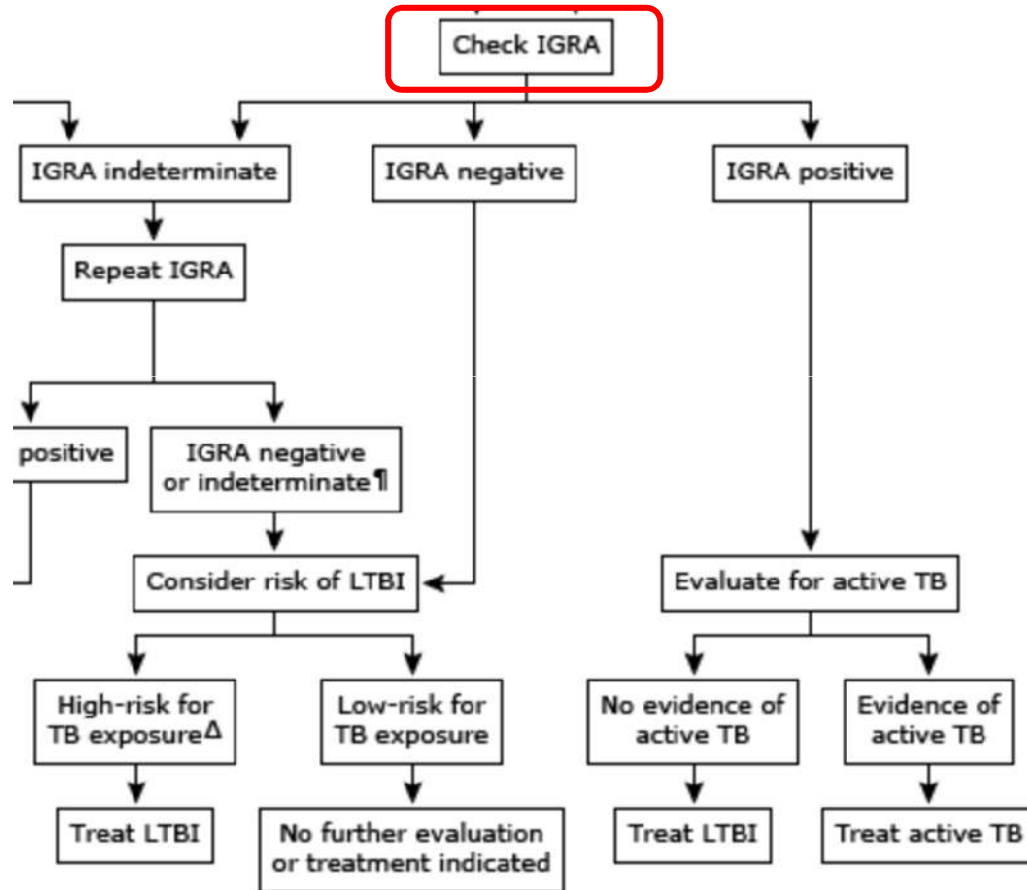 Check IGRA
IGRA indeterminate
IGRA negative
IGRA positive
Repeat IGRA
positive
IGRA negative
or indeterminate¶
Consider risk of LTBI
Evaluate for active TB
High-risk for
TB exposureΔ
Low-risk for
TB exposure
No evidence of
active TB
Evidence of
active TB
Treat LTBI
No further evaluation
or treatment indicated
Treat LTBI
Treat active TB